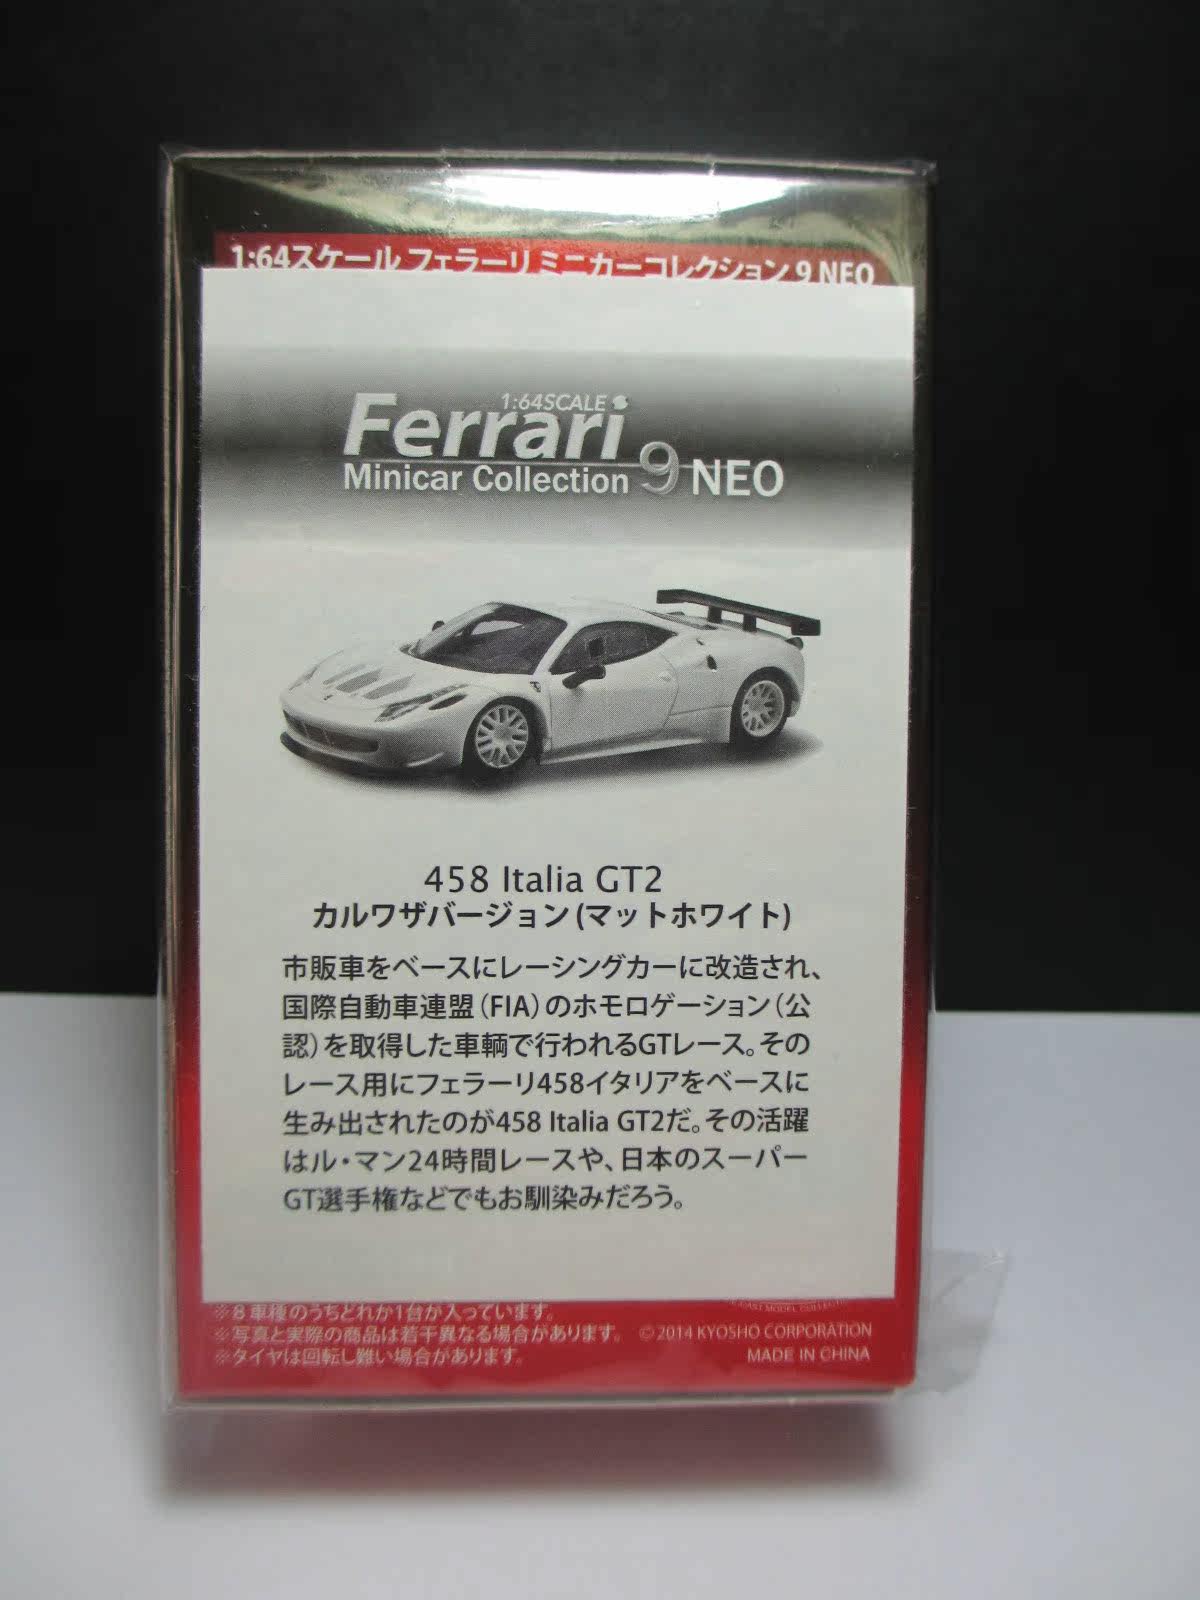 1:64スケール フェラーリ ミニカーコレクション 9 NEO
1:64SCALE
Ferrari
Minicar Collection 9 NEO
458 Italia GT2
カルワザバージョン(マットホワイト)
市販車をベースにレーシングカーに改造され、
国際自動車連盟(FIA)のホモロゲーション(公
認)を取得した車輌で行われるGTレース。その
レース用にフェラーリ458イタリアをベースに
生み出されたのが458 Italia GT2だ。その活躍
はル・マン24時間レースや、日本のスーパー
GT選手権などでもお馴染みだろう。
DIE-CAST MODEL COLLECTION
※8車種のうちどれか1台が入っています。
※写真と実際の商品は若干異なる場合があります。 ©2014 KYOSHO CORPORATION
※タイヤは回転し難い場合があります。 MADE IN CHINA